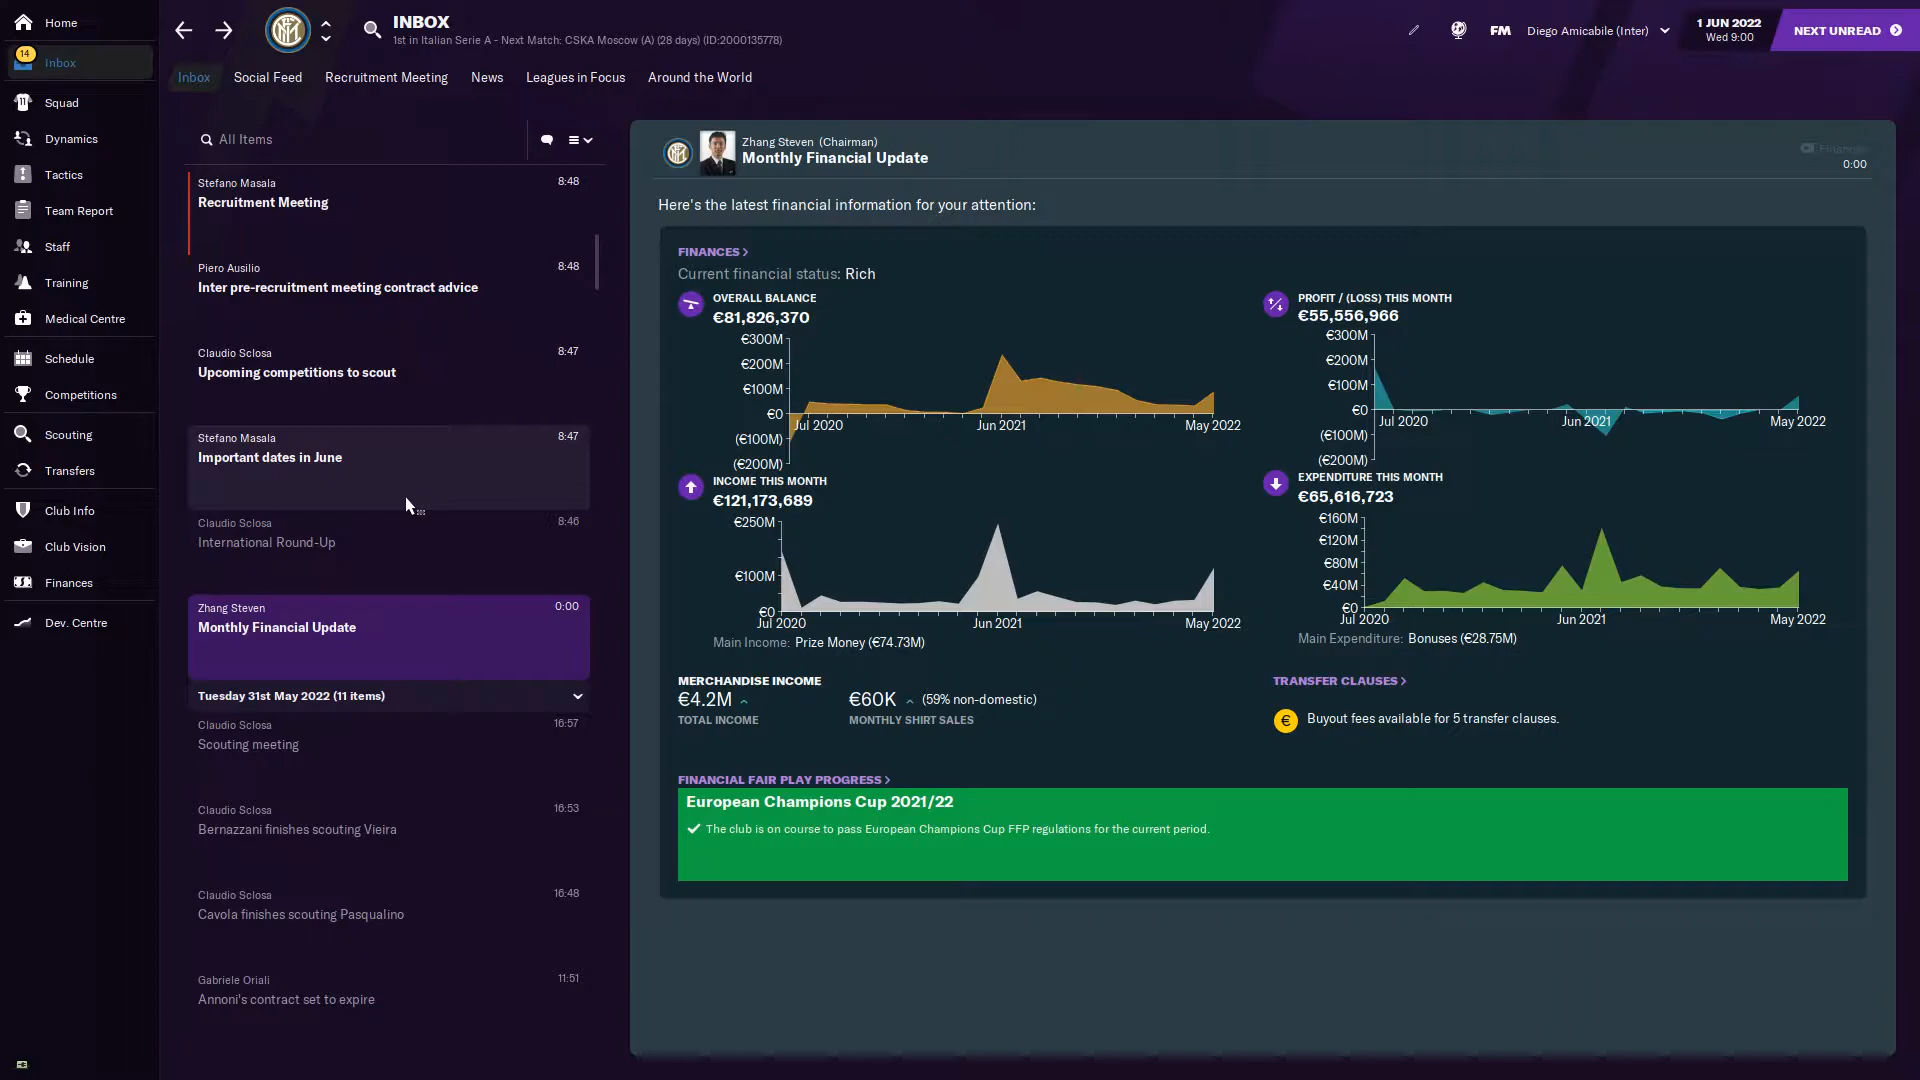 Home
14
Inbox
Squad
Dynamics
Tactics
Team Report
Staff
Training
Medical Centre
Schedule
Competitions
Scouting
Transfers
Club Info
Club Vision
Finances
Dev. Centre
INBOX
1st in Italian Serie A - Next Match: CSKA Moscow (A) (28 days) (ID:2000135778)
FM
Diego Amicabile (Inter)
1 JUN 2022
Wed 9:00
NEXT UNREAD
Inbox
Social Feed
Recruitment Meeting
News
Leagues in Focus
Around the World
All Items
Stefano Masala 8:48
Recruitment Meeting
Piero Ausilio 8:48
Inter pre-recruitment meeting contract advice
Claudio Sclosa 8:47
Upcoming competitions to scout
Stefano Masala 8:47
Important dates in June
Claudio Sclosa 8:46
International Round-Up
Zhang Steven 0:00
Monthly Financial Update
Tuesday 31st May 2022 (11 items)
Claudio Sclosa 16:57
Scouting meeting
Claudio Sclosa 16:53
Bernazzani finishes scouting Vieira
Claudio Sclosa 16:48
Cavola finishes scouting Pasqualino
Gabriele Oriali 11:51
Annoni's contract set to expire
Zhang Steven (Chairman)
Monthly Financial Update
Finances
0:00
Here's the latest financial information for your attention:
FINANCES >
Current financial status: Rich
OVERALL BALANCE
€81,826,370
€300M
€200M
€100M
€0
(€100M)
(€200M)
Jul 2020 Jun 2021 May 2022
PROFIT / (LOSS) THIS MONTH
€55,556,966
€300M
€200M
€100M
€0
(€100M)
(€200M)
Jul 2020 Jun 2021 May 2022
INCOME THIS MONTH
€121,173,689
€250M
€100M
€0
Jul 2020 Jun 2021 May 2022
Main Income: Prize Money (€74.73M)
EXPENDITURE THIS MONTH
€65,616,723
€160M
€120M
€80M
€40M
€0
Jul 2020 Jun 2021 May 2022
Main Expenditure: Bonuses (€28.75M)
MERCHANDISE INCOME
€4.2M €60K (59% non-domestic)
TOTAL INCOME MONTHLY SHIRT SALES
TRANSFER CLAUSES >
€ Buyout fees available for 5 transfer clauses.
FINANCIAL FAIR PLAY PROGRESS >
European Champions Cup 2021/22
The club is on course to pass European Champions Cup FFP regulations for the current period.